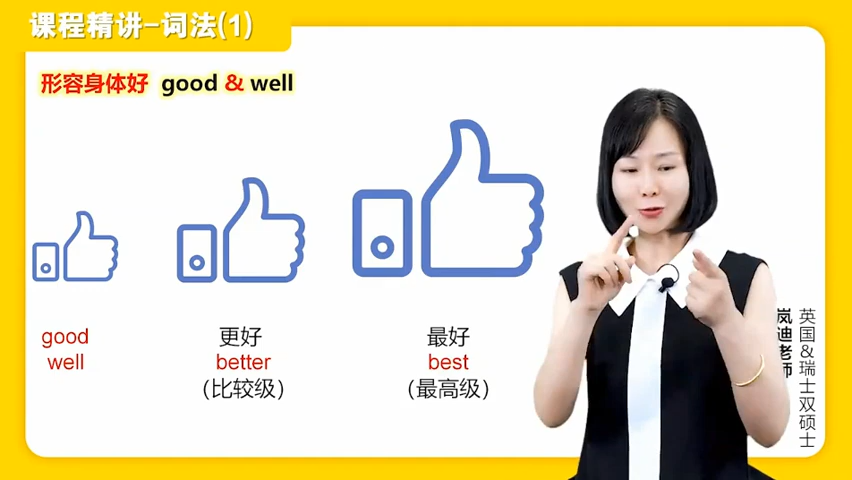 课程精讲-词法(1)
形容身体好 good & well
good
well
更好
better
(比较级)
最好
best
(最高级)
英国&瑞士双硕士
岚迪老师